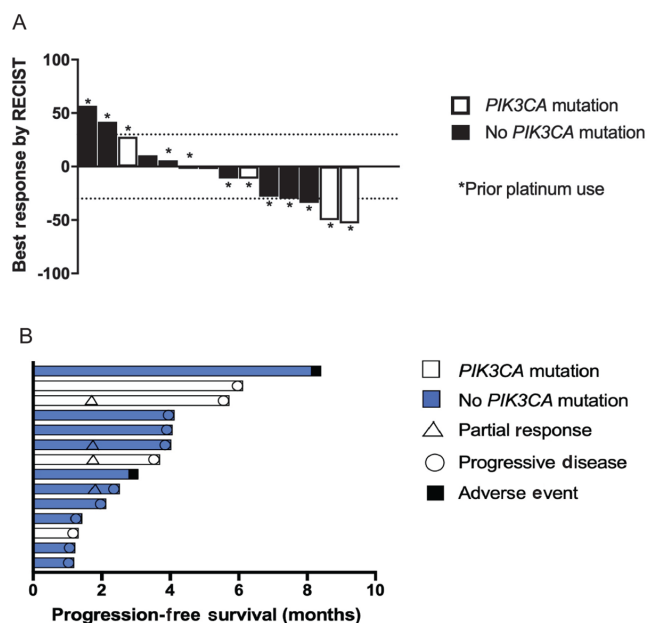 A
Best response by RECIST
100
50
0
-50
-100
* * * * * * * * * * * *
PIK3CA mutation
No PIK3CA mutation
*Prior platinum use
B
PIK3CA mutation
No PIK3CA mutation
Partial response
Progressive disease
Adverse event
0 2 4 6 8 10
Progression-free survival (months)